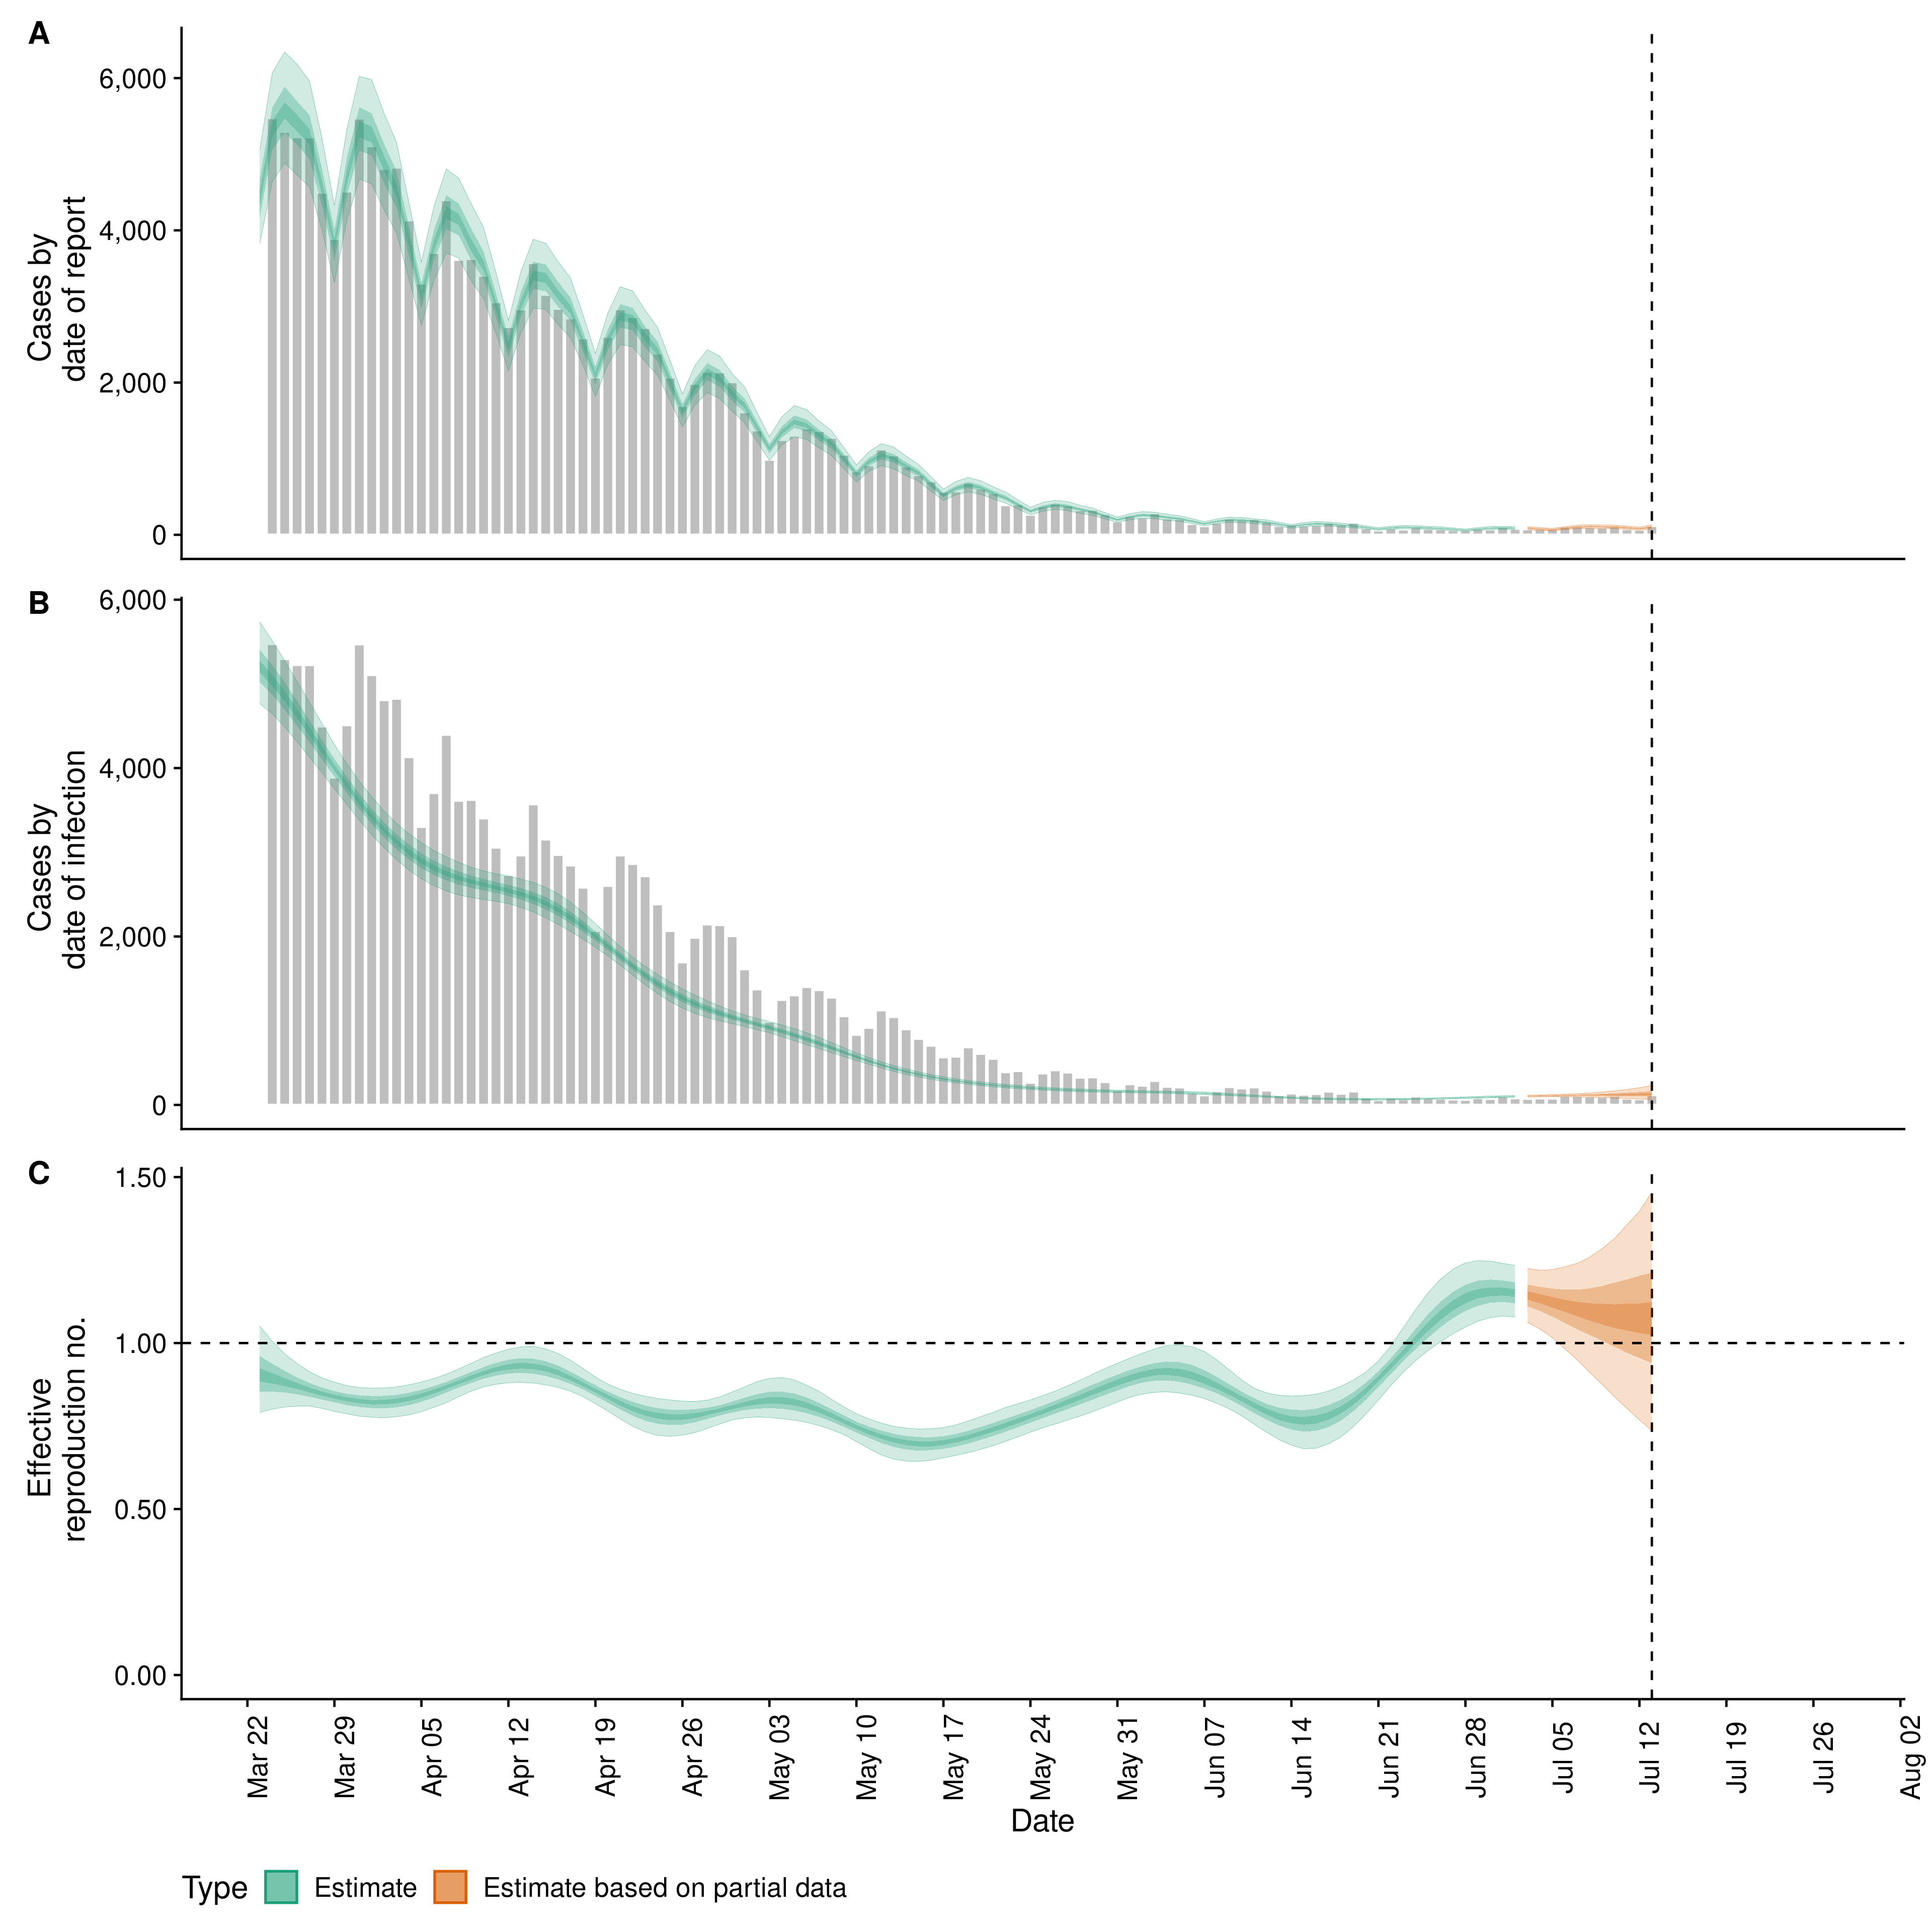 A
Cases by
date of report
6,000
4,000
2,000
0
B
Cases by
date of infection
6,000
4,000
2,000
0
C
Effective
reproduction no.
1.50
1.00
0.50
0.00
Mar 22
Mar 29
Apr 05
Apr 12
Apr 19
Apr 26
May 03
May 10
May 17
May 24
May 31
Jun 07
Jun 14
Jun 21
Jun 28
Jul 05
Jul 12
Jul 19
Jul 26
Aug 02
Date
Type Estimate Estimate based on partial data